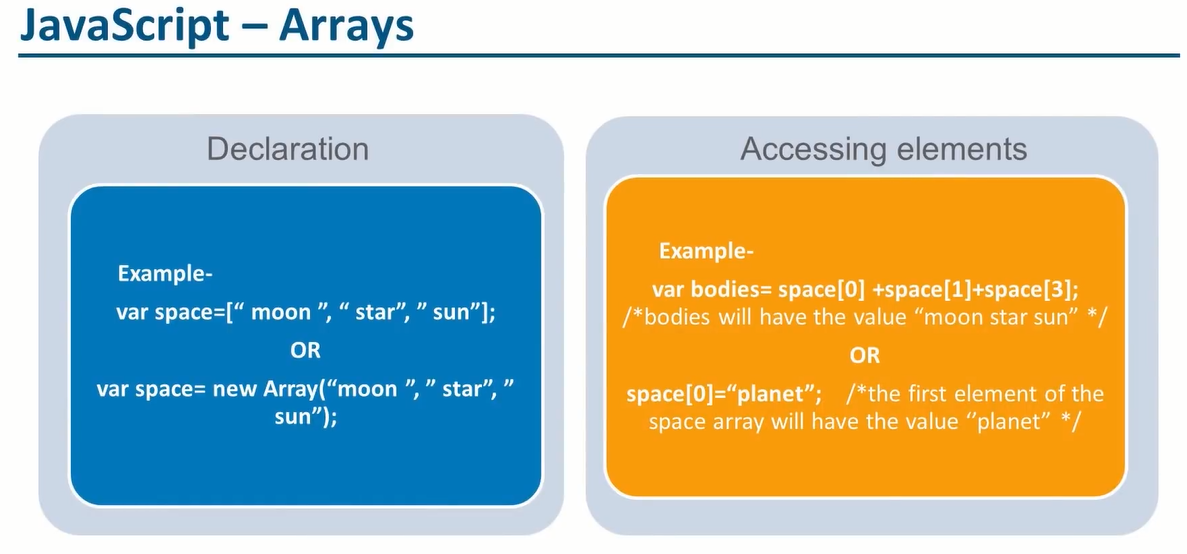 JavaScript – Arrays
Declaration
Example-
var space=[“ moon ”, “ star”, ” sun”];
OR
var space= new Array(“moon ”, ” star”, ”
sun”);
Accessing elements
Example-
var bodies= space[0] +space[1]+space[3];
/*bodies will have the value “moon star sun” */
OR
space[0]=“planet”; /*the first element of the
space array will have the value ‘’planet” */